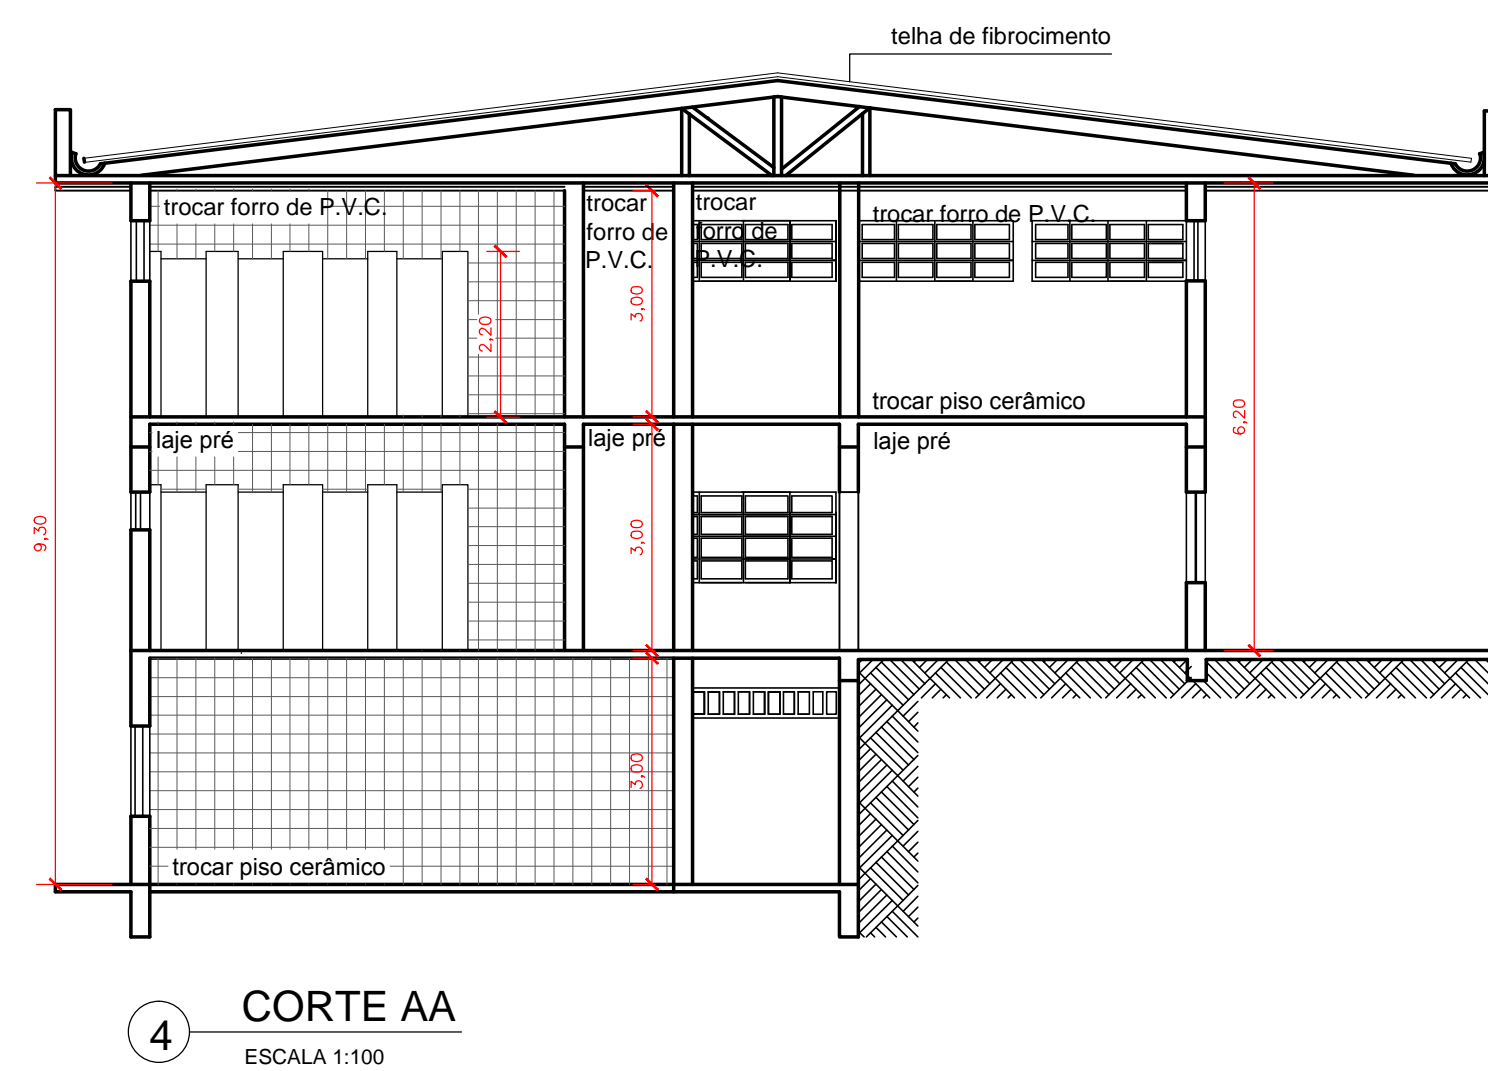 telha de fibrocimento
trocar forro de P.V.C.
trocar
forro de
P.V.C.
trocar
forro de
P.V.C.
trocar forro de P.V.C.
3,00
2,20
trocar piso cerâmico
6,20
laje pré
laje pré
laje pré
9,30
3,00
3,00
trocar piso cerâmico
4
CORTE AA
ESCALA 1:100